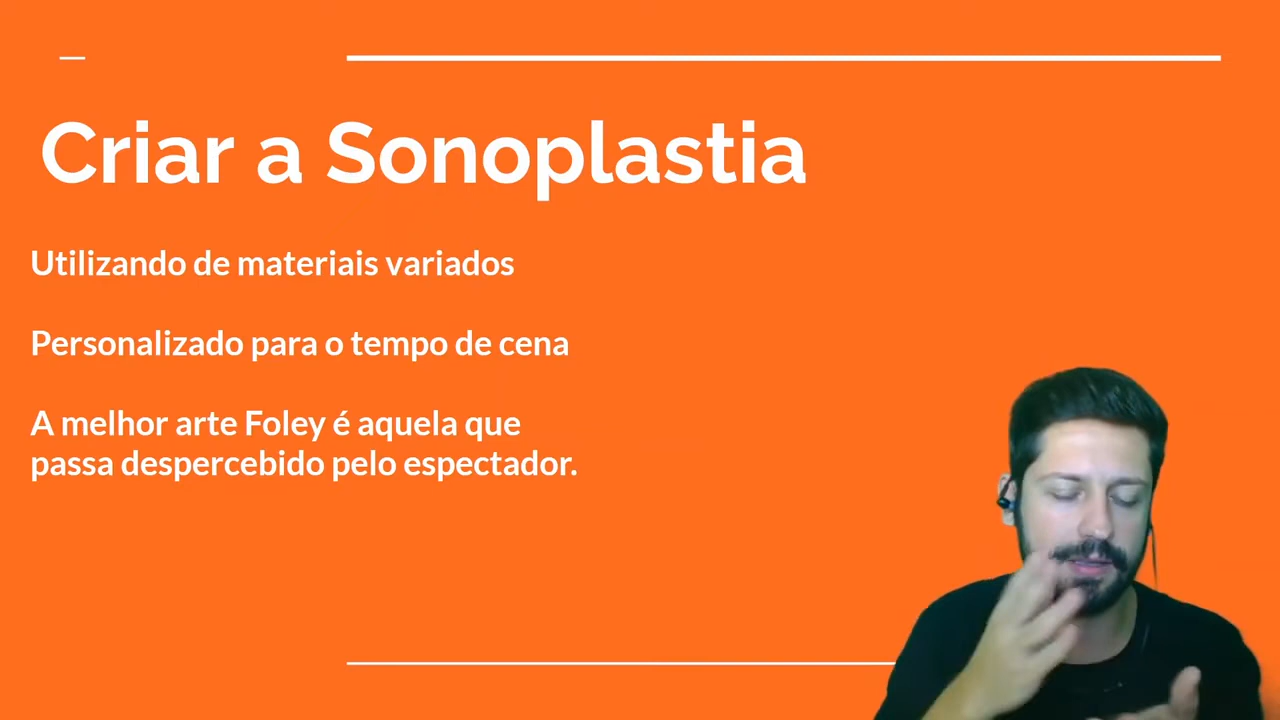 Criar a Sonoplastia
Utilizando de materiais variados
Personalizado para o tempo de cena
A melhor arte Foley é aquela que
passa despercebido pelo espectador.